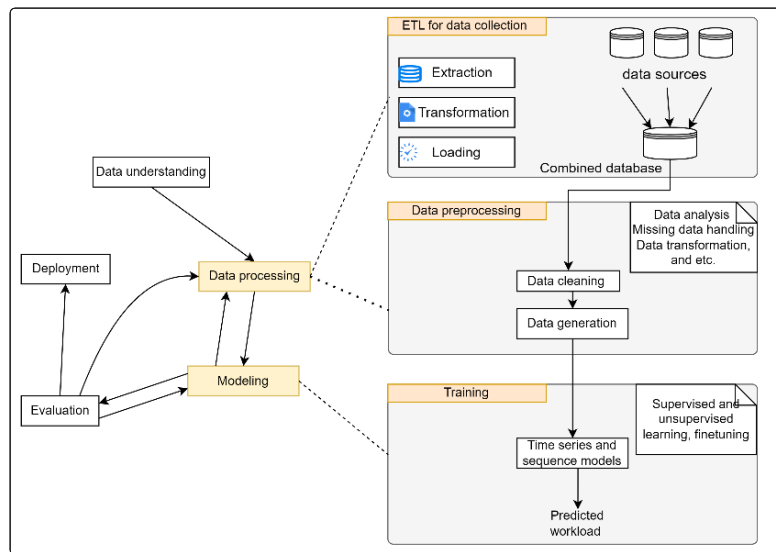 ETL for data collection
Extraction
Transformation
Loading
data sources
Combined database
Data understanding
Data processing
Deployment
Modeling
Evaluation
Data preprocessing
Data analysis
Missing data handling
Data transformation,
and etc.
Data cleaning
Data generation
Training
Supervised and
unsupervised
learning, finetuning
Time series and
sequence models
Predicted
workload